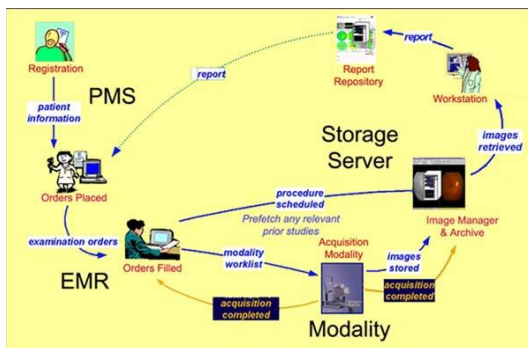 Registration
PMS
patient
information
Orders Placed
examination orders
EMR
Orders Filled
report
Report
Repository
report
Workstation
images
retrieved
Storage
Server
procedure
scheduled
Prefetch any relevant
prior studies
Image Manager
& Archive
modality
worklist
Acquisition
Modality
images
stored
acquisition
completed
acquisition
completed
Modality